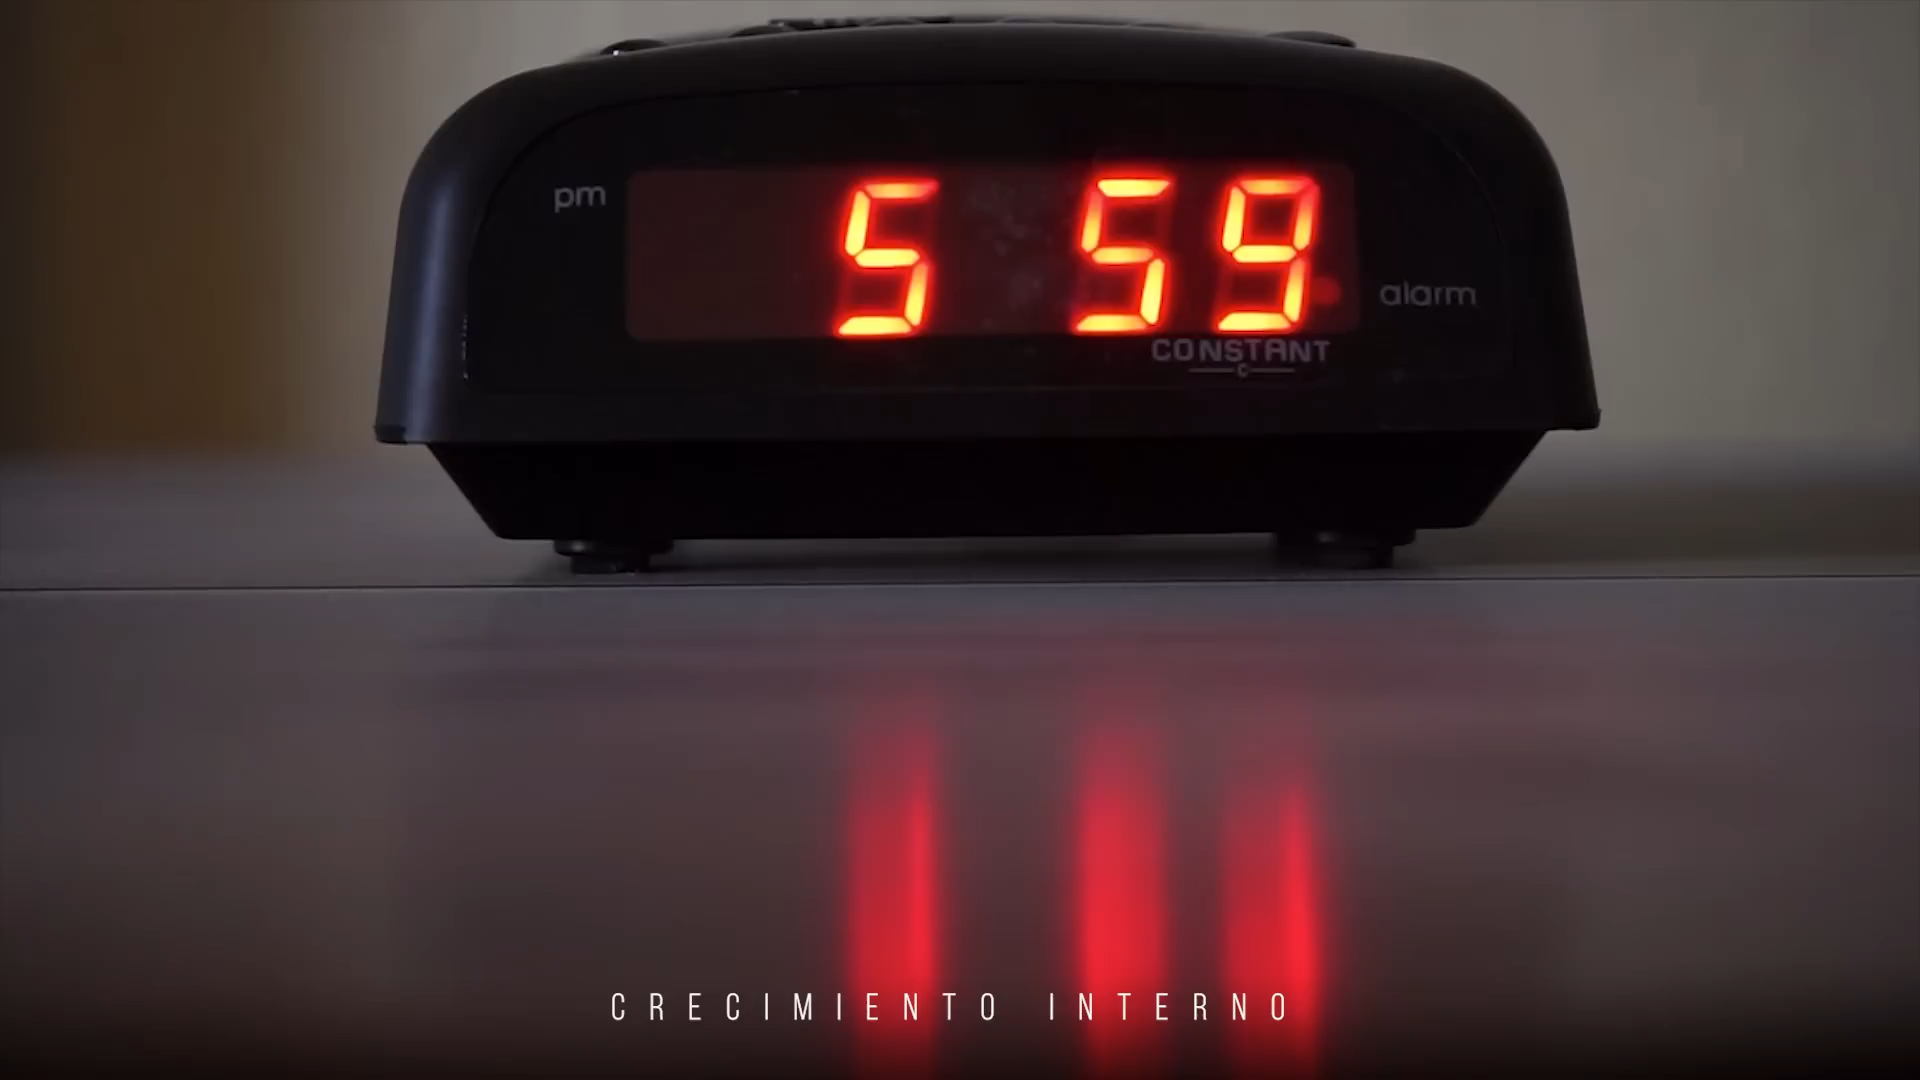 pm
5 59
alarm
CONSTANT
C
CRECIMIENTO INTERNO